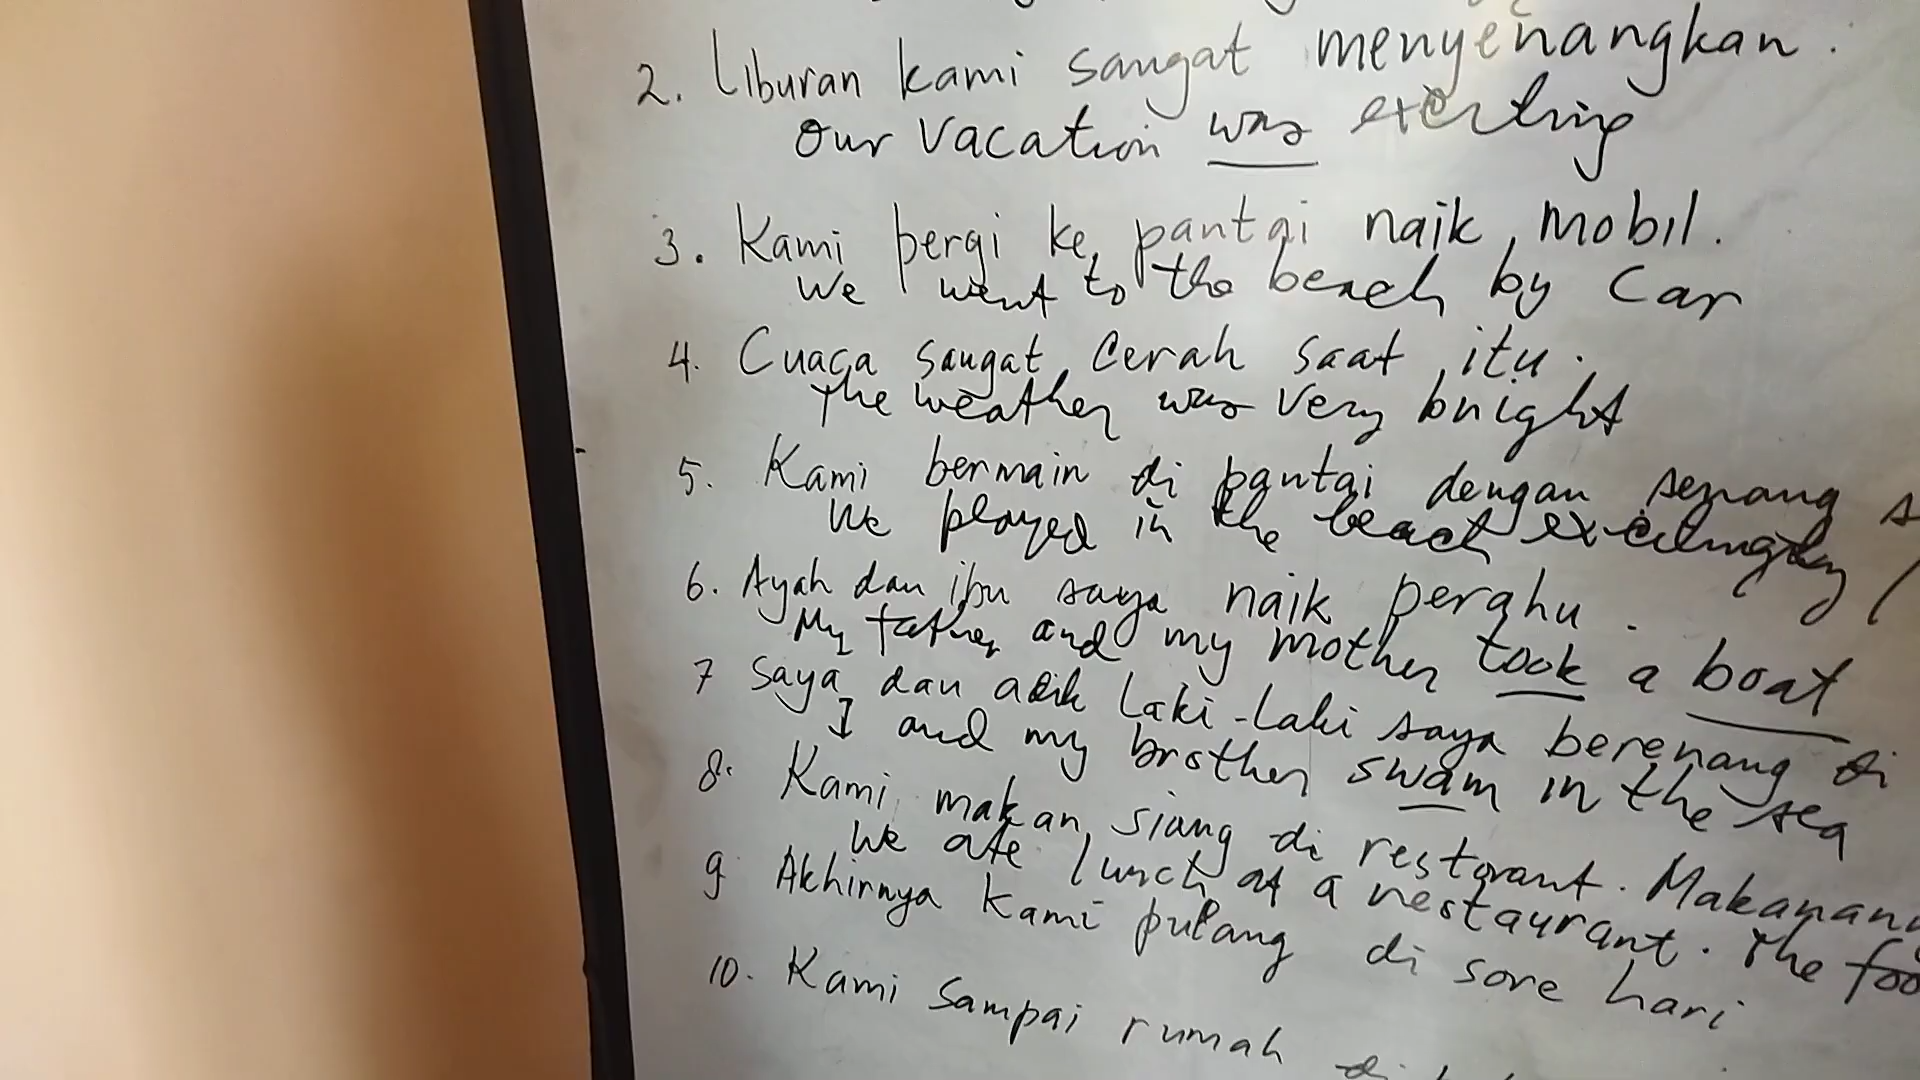 2. Liburan kami sangat menyenangkan.
Our vacation was exciting
3. Kami pergi ke pantai naik mobil.
We went to the beach by Car
4. Cuaca sangat cerah saat itu.
The weather was very bright
5. Kami bermain di pantai dengan senang
We played in the beach excitingly
6. Ayah dan ibu saya naik perahu.
My father and my mother took a boat
7 Saya dan adik laki-laki saya berenang di
I and my brother swam in the sea
8. Kami makan siang di restorant. Makanan
We ate lunch at a restaurant. The foo
9 Akhirnya kami pulang di sore hari
10. Kami sampai rumah